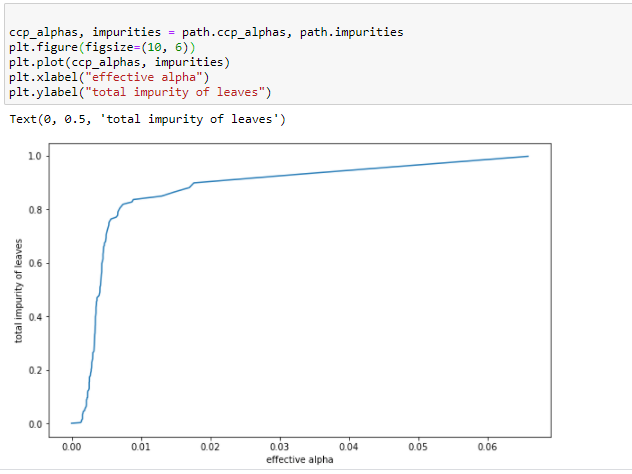 ccp_alphas, impurities = path.ccp_alphas, path.impurities
plt.figure(figsize=(10, 6))
plt.plot(ccp_alphas, impurities)
plt.xlabel("effective alpha")
plt.ylabel("total impurity of leaves")
Text(0, 0.5, 'total impurity of leaves')
total impurity of leaves
1.0
0.8
0.6
0.4
0.2
0.0
0.00 0.01 0.02 0.03 0.04 0.05 0.06
effective alpha